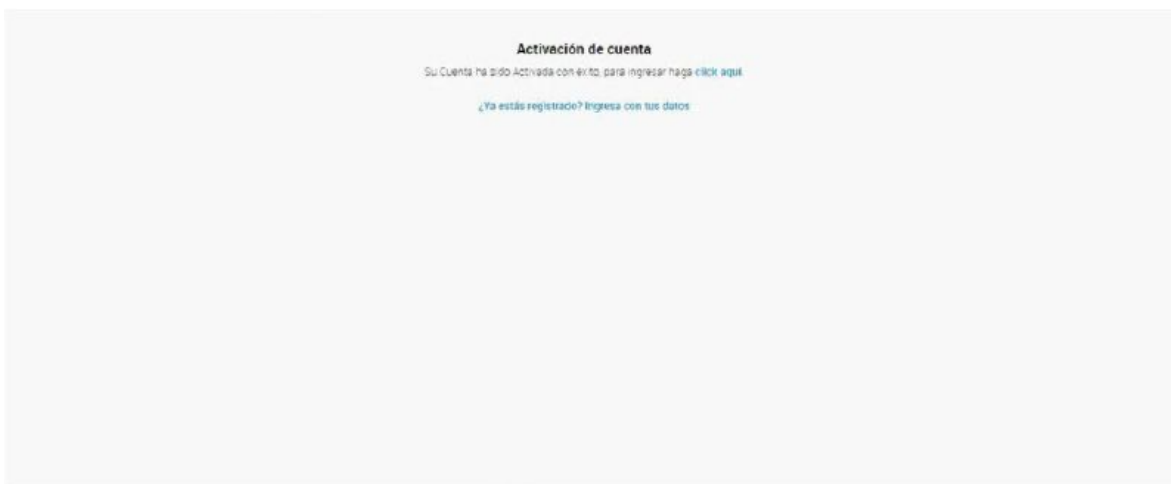 Activación de cuenta
Su Cuenta ha sido Activada con éxito, para ingresar haga click aquí
¿Ya estás registrado? Ingresa con tus datos